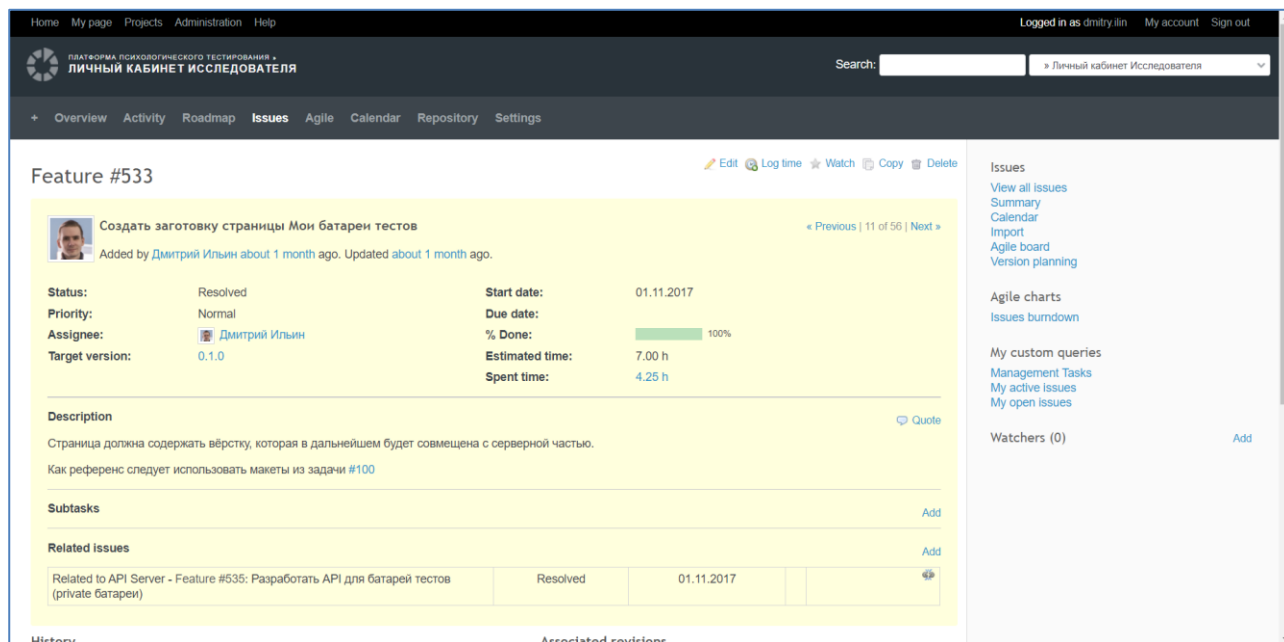 Home My page Projects Administration Help
Logged in as dmitry.ilin My account Sign out
ПЛАТФОРМА ПСИХОЛОГИЧЕСКОГО ТЕСТИРОВАНИЯ »
ЛИЧНЫЙ КАБИНЕТ ИССЛЕДОВАТЕЛЯ
Search:
» Личный кабинет Исследователя
+ Overview Activity Roadmap Issues Agile Calendar Repository Settings
Edit Log time Watch Copy Delete
Feature #533
Создать заготовку страницы Мои батареи тестов
« Previous | 11 of 56 | Next »
Added by Дмитрий Ильин about 1 month ago. Updated about 1 month ago.
Status: Resolved Start date: 01.11.2017
Priority: Normal Due date:
Assignee: Дмитрий Ильин % Done: 100%
Target version: 0.1.0 Estimated time: 7.00 h
Spent time: 4.25 h
Description
Quote
Страница должна содержать вёрстку, которая в дальнейшем будет совмещена с серверной частью.
Как референс следует использовать макеты из задачи #100
Subtasks
Add
Related issues
Add
Related to API Server - Feature #535: Разработать API для батарей тестов
(private батареи)
Resolved 01.11.2017
History Associated revisions
Issues
View all issues
Summary
Calendar
Import
Agile board
Version planning
Agile charts
Issues burndown
My custom queries
Management Tasks
My active issues
My open issues
Watchers (0) Add